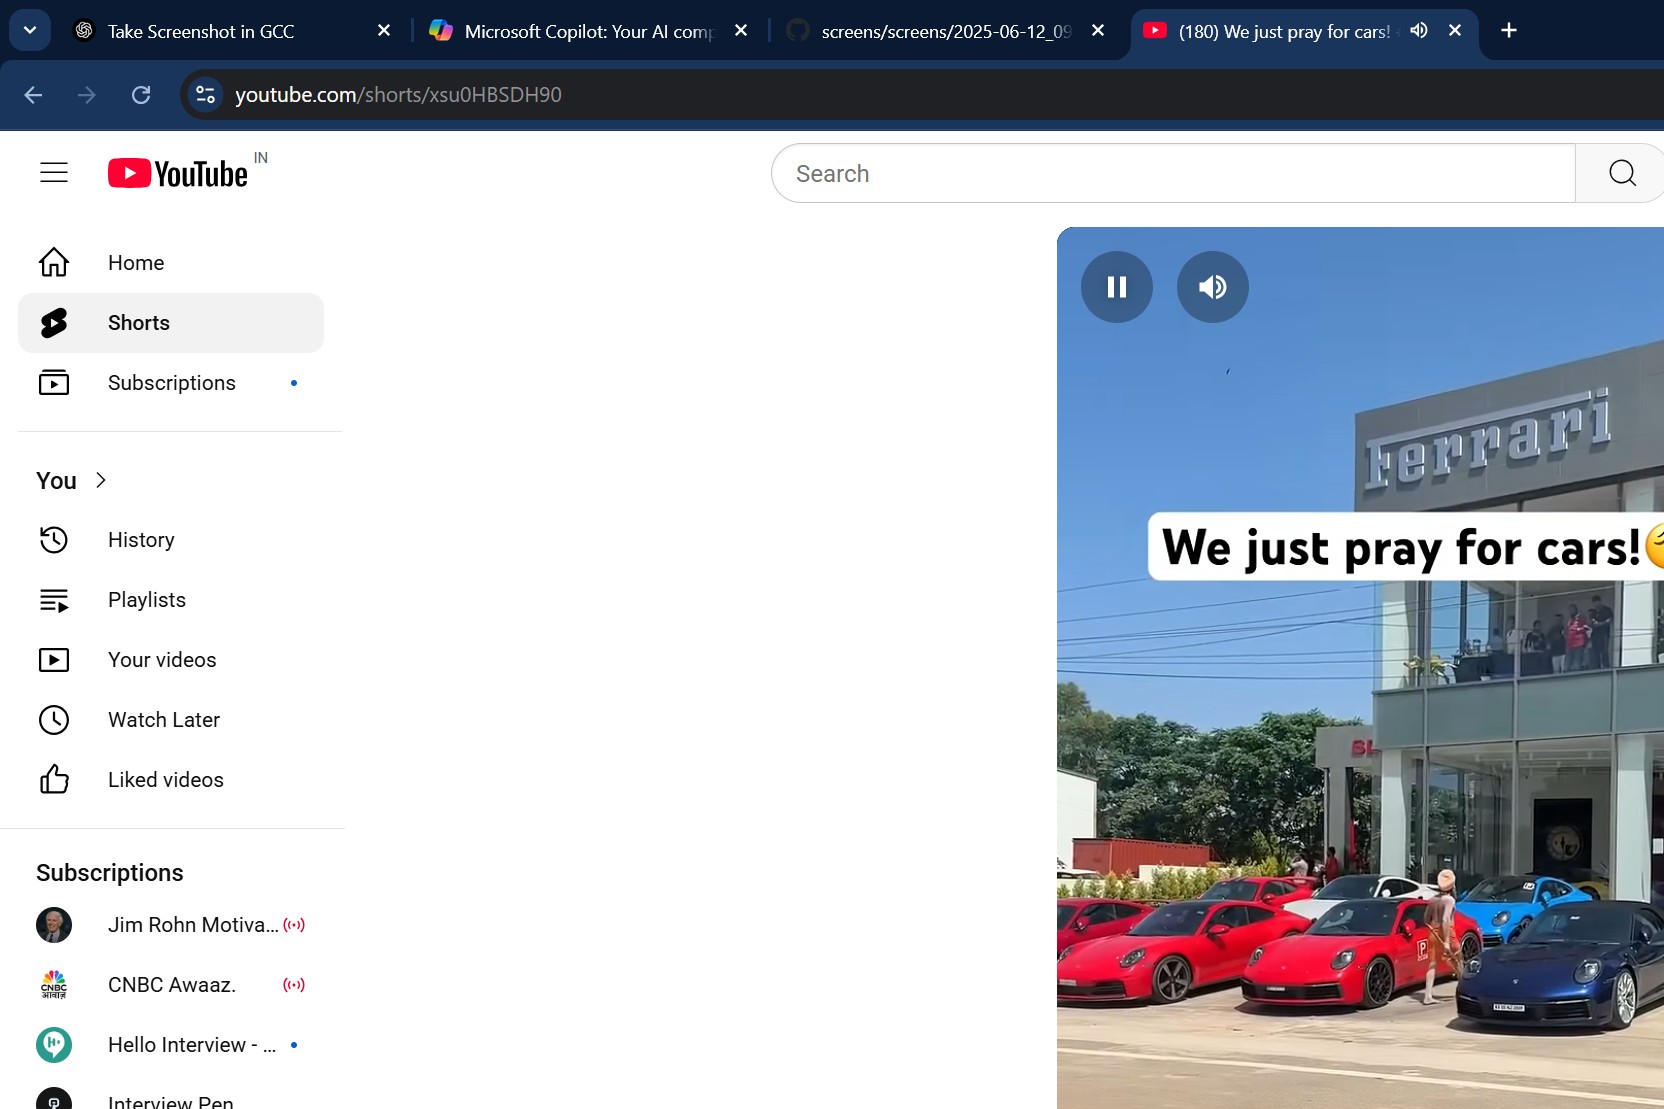 Take Screenshot in GCC
Microsoft Copilot: Your AI comp
screens/screens/2025-06-12_09
(180) We just pray for cars!
youtube.com/shorts/xsu0HBSDH90
YouTube IN
Search
Home
Shorts
Subscriptions
You
History
Playlists
Your videos
Watch Later
Liked videos
Subscriptions
Jim Rohn Motiva...
CNBC Awaaz.
Hello Interview - ...
Interview Pen
CNBC
आवाज़
Ferrari
We just pray for cars!
P